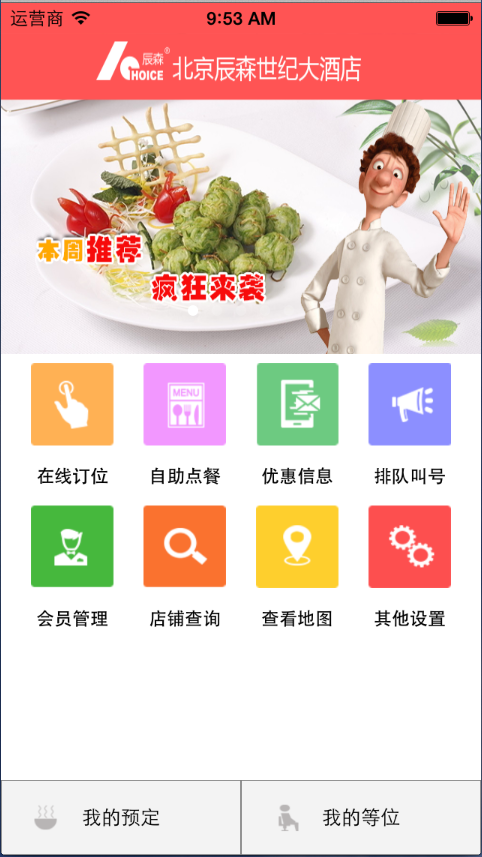 运营商 9:53 AM
辰森®
CHOICE 北京辰森世纪大酒店
本周推荐
疯狂来袭
MENU
在线订位 自助点餐 优惠信息 排队叫号
会员管理 店铺查询 查看地图 其他设置
我的预定 我的等位